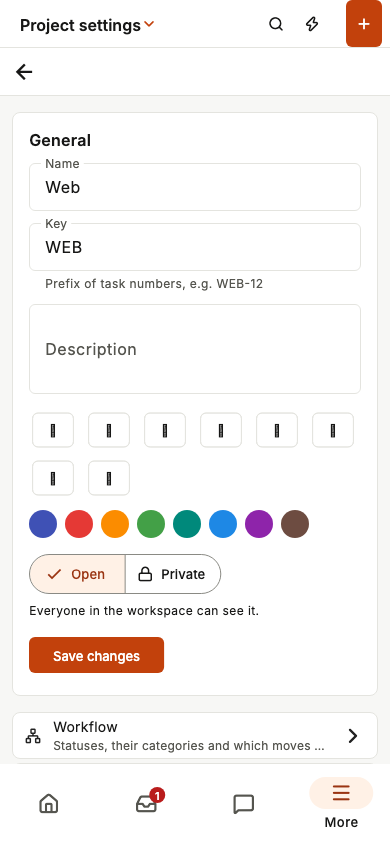 Project settings
General
Name
Web
Key
WEB
Prefix of task numbers, e.g. WEB-12
Description
Open
Private
Everyone in the workspace can see it.
Save changes
Workflow
Statuses, their categories and which moves ...
1
More